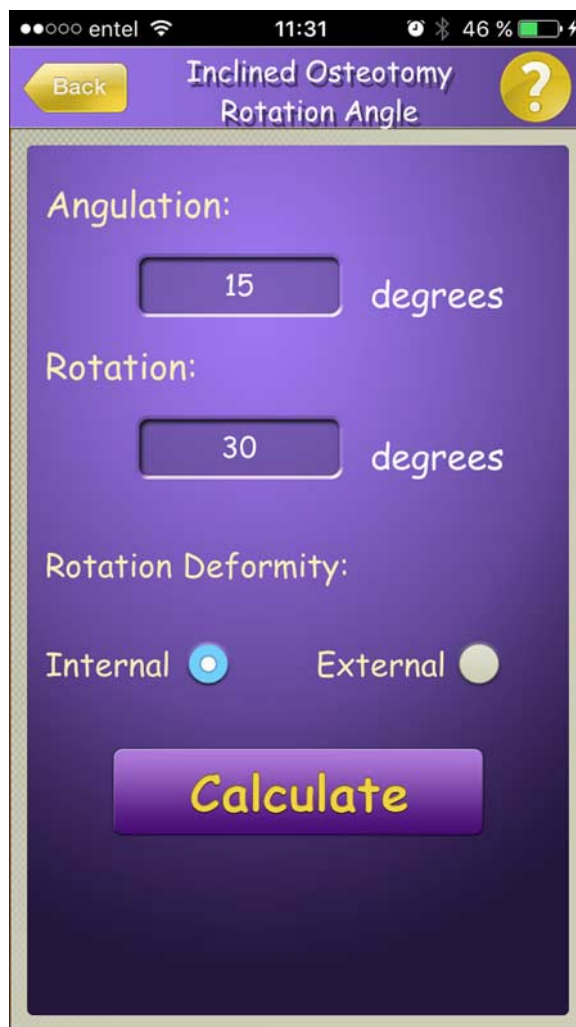 entel 11:31 46 %
Back
Inclined Osteotomy
Rotation Angle
?
Angulation:
15 degrees
Rotation:
30 degrees
Rotation Deformity:
Internal External
Calculate